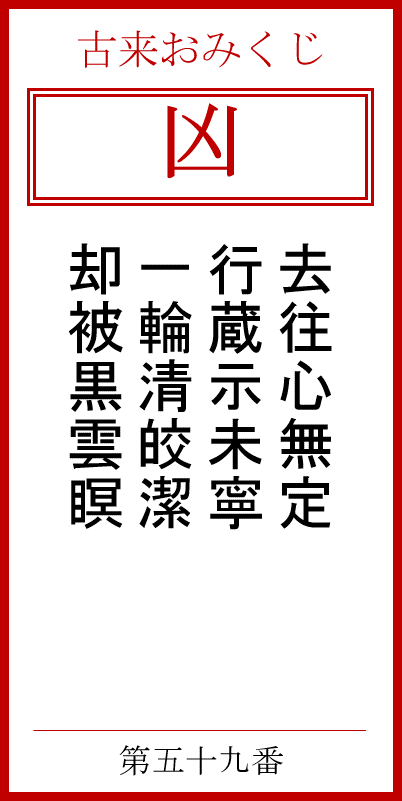 古来おみくじ
凶
去往心無定
行蔵示未寧
一輪清皎潔
却被黒雲瞑
第五十九番